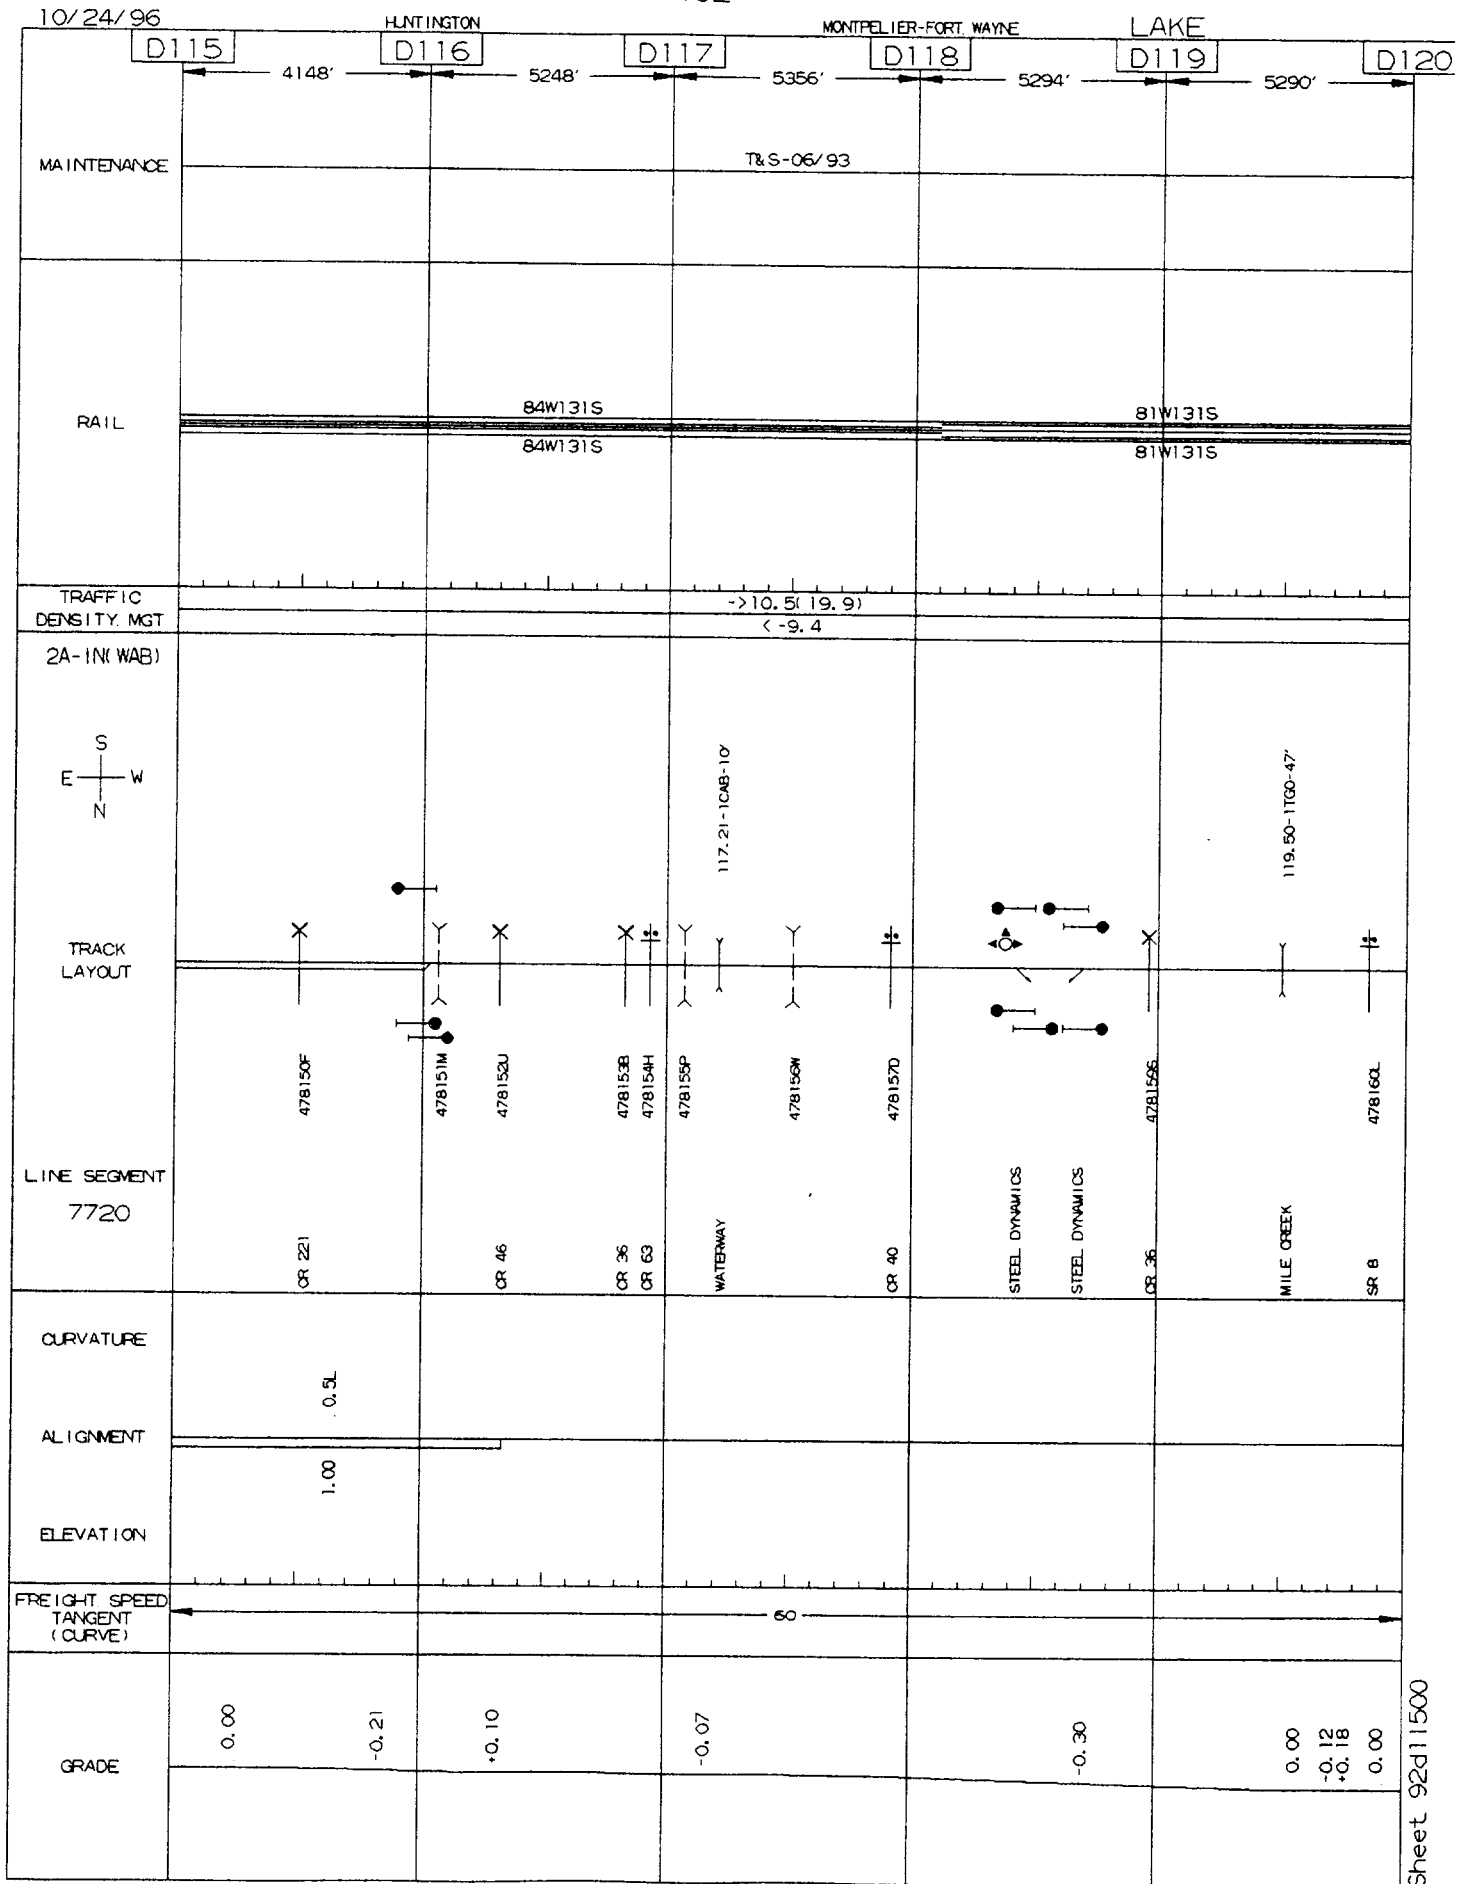 10/24/96
HUNTINGTON
MONTPELIER-FORT. WAYNE
LAKE
D115 D116 D117 D118 D119 D120
4148' 5248' 5356' 5294' 5290'
MAINTENANCE
T&S-06/93
RAIL
84W131S 81W131S
84W131S 81W131S
TRAFFIC
DENSITY. MGT
->10.5(19.9)
<-9.4
2A-IN(WAB)
S
E W
N
117.21-1CAB-10'
119.50-1TGO-47'
TRACK
LAYOUT
478150F 478151M 478152U 478153B 478154H 478155P 478156W 478157D 478159S 478160L
LINE SEGMENT
7720
CR 221 CR 46 CR 36 CR 63 WATERWAY CR 40 STEEL DYNAMICS STEEL DYNAMICS CR 36 MILE CREEK SR 8
CURVATURE
0.5L
ALIGNMENT
1.00
ELEVATION
FREIGHT SPEED
TANGENT
(CURVE)
60
GRADE
0.00 -0.21 +0.10 -0.07 -0.30 0.00 -0.12 +0.18 0.00
Sheet 92d11500